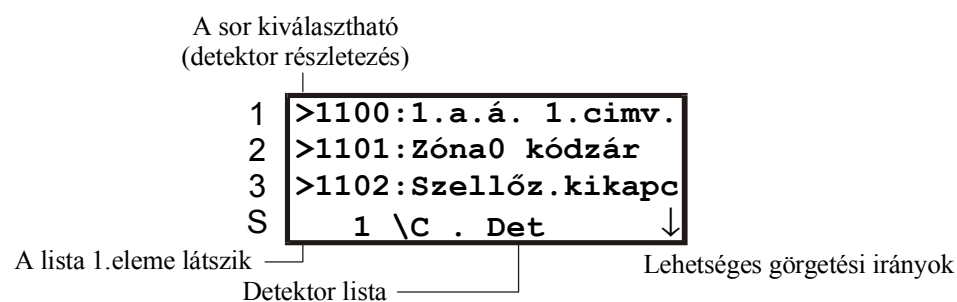 A sor kiválasztható
(detektor részletezés)
1 >1100:1.a.á. 1.cimv.
2 >1101:Zóna0 kódzár
3 >1102:Szellőz.kikapc
S 1 \C . Det ↓
A lista 1.eleme látszik
Lehetséges görgetési irányok
Detektor lista